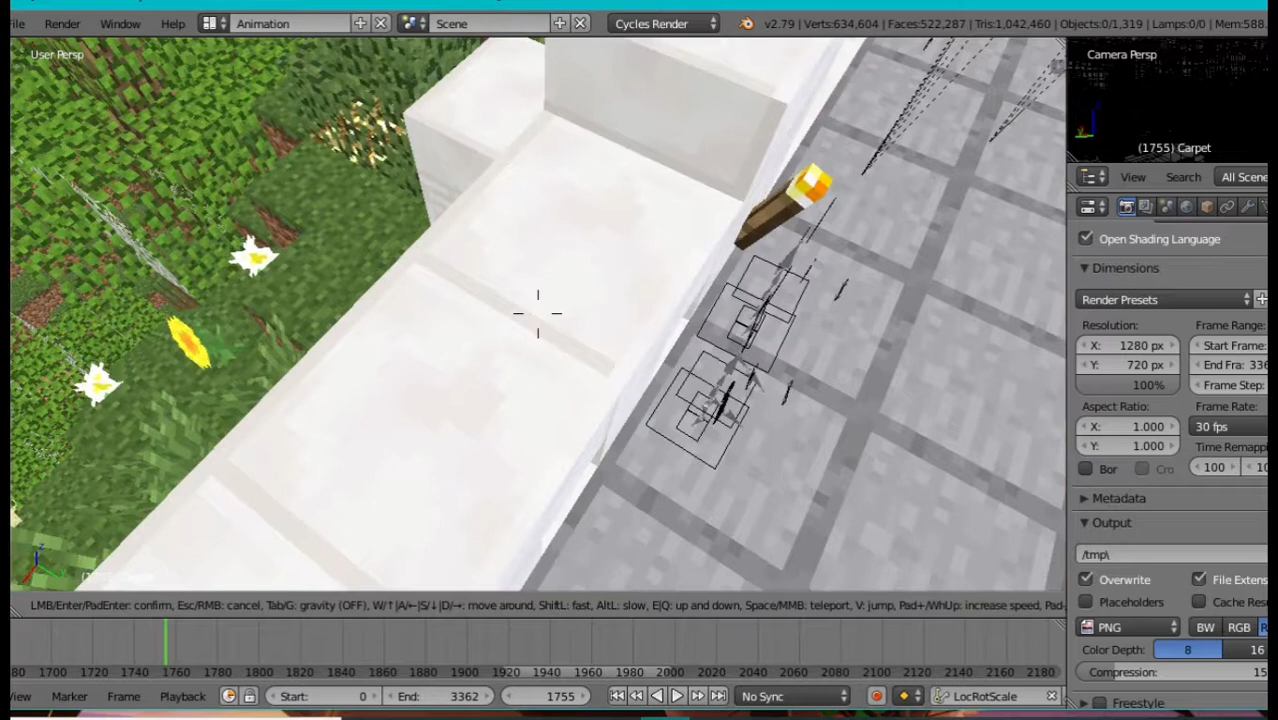 File Render Window Help Animation Scene Cycles Render v2.79 | Verts:634,604 | Faces:522,287 | Tris:1,042,460 | Objects:0/1,319 | Lamps:0/0 | Mem:588.
User Persp
Camera Persp
(1755) Carpet
View Search All Scene
Open Shading Language
Dimensions
Render Presets
Resolution: Frame Range:
X: 1280 px Start Frame:
Y: 720 px End Fra: 336
100% Frame Step:
Aspect Ratio: Frame Rate:
X: 1.000 30 fps
Y: 1.000 Time Remapping
Bor Cro 100 10
Metadata
Output
/tmp\
Overwrite File Extens
Placeholders Cache Res
PNG BW RGB R
Color Depth: 8 16
Compression: 15
Freestyle
LMB/Enter/PadEnter: confirm, Esc/RMB: cancel, Tab/G: gravity (OFF), W/↑|A/←|S/↓|D/→: move around, ShiftL: fast, AltL: slow, E|Q: up and down, Space/MMB: teleport, V: jump, Pad+/WhUp: increase speed, Pad-
80 1700 1720 1740 1760 1780 1800 1820 1840 1860 1880 1900 1920 1940 1960 1980 2000 2020 2040 2060 2080 2100 2120 2140 2160 2180
View Marker Frame Playback Start: 0 End: 3362 1755 No Sync LocRotScale